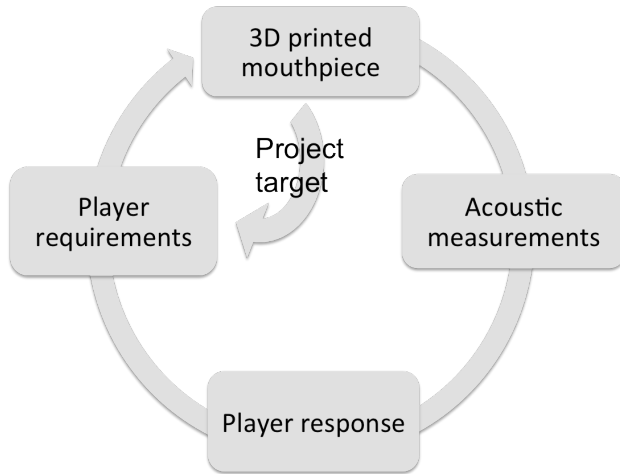 3D printed
mouthpiece
Project
target
Player
requirements
Acoustic
measurements
Player response